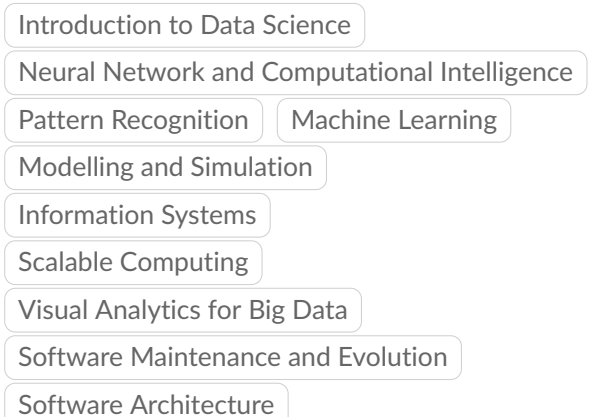 Introduction to Data Science
Neural Network and Computational Intelligence
Pattern Recognition Machine Learning
Modelling and Simulation
Information Systems
Scalable Computing
Visual Analytics for Big Data
Software Maintenance and Evolution
Software Architecture